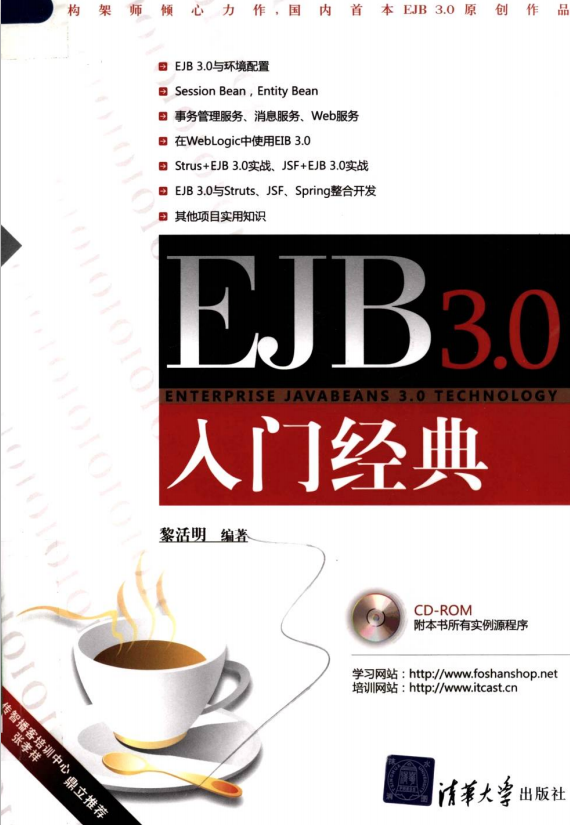 构架师倾心力作，国内首本EJB 3.0原创作品
EJB 3.0与环境配置
Session Bean，Entity Bean
事务管理服务、消息服务、Web服务
在WebLogic中使用EIB 3.0
Strus+EJB 3.0实战、JSF+EJB 3.0实战
EJB 3.0与Struts、JSF、Spring整合开发
其他项目实用知识
EJB 3.0
ENTERPRISE JAVABEANS 3.0 TECHNOLOGY
入门经典
黎活明 编著
CD-ROM
附本书所有实例源程序
学习网站：http://www.foshanshop.net
培训网站：http://www.itcast.cn
传智播客培训中心
张孝祥
鼎立推荐
清华大学出版社